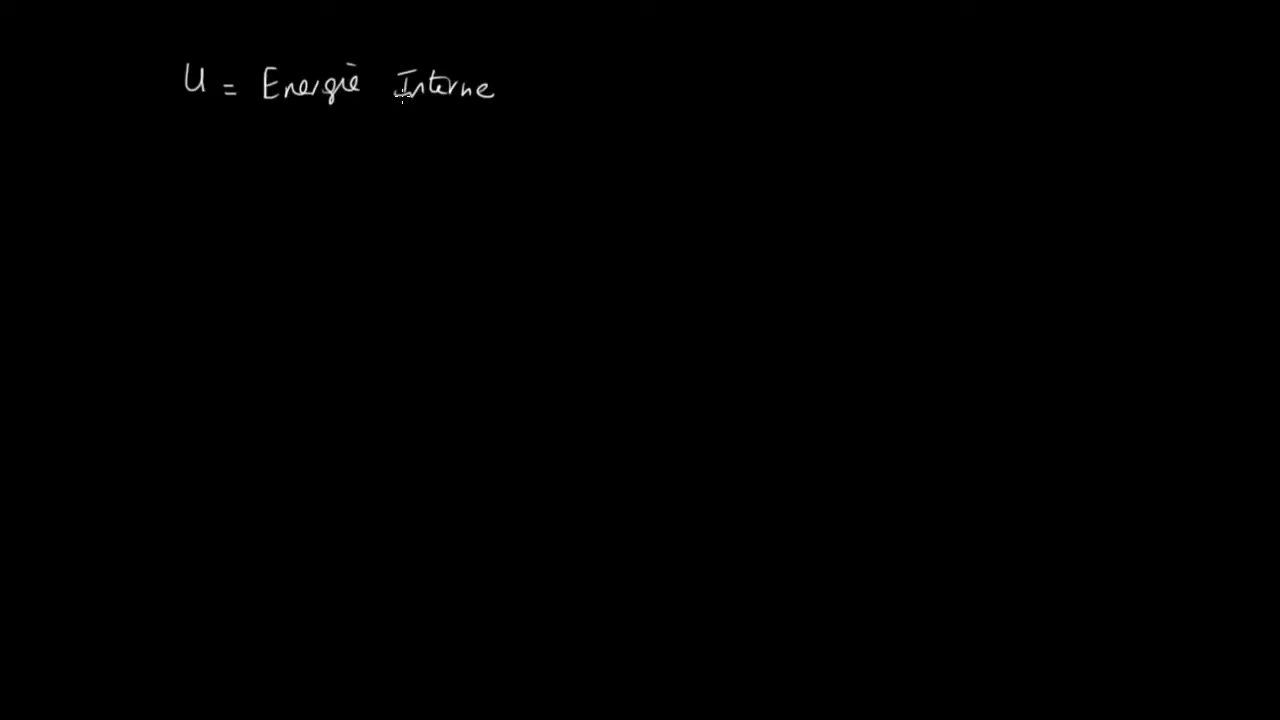 U = Energie Interne